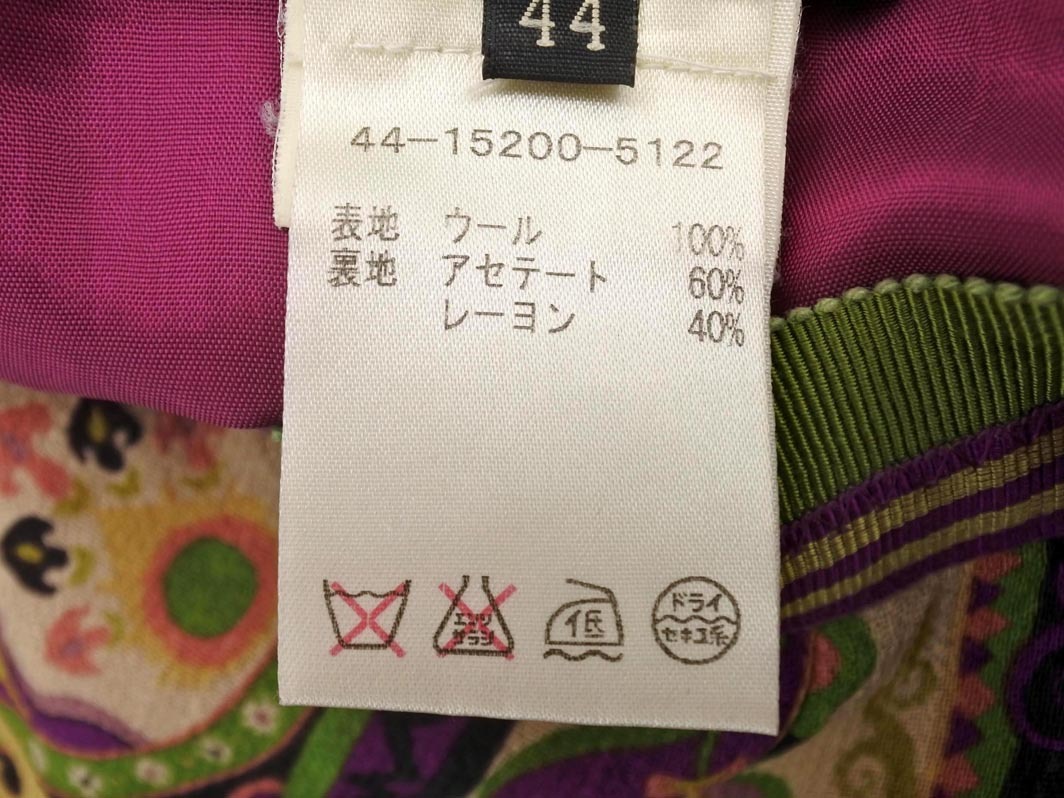 44
44-15200-5122
表地 ウール 100%
裏地 アセテート 60%
レーヨン 40%
エンソ
サラシ
低
ドライ
セキユ系